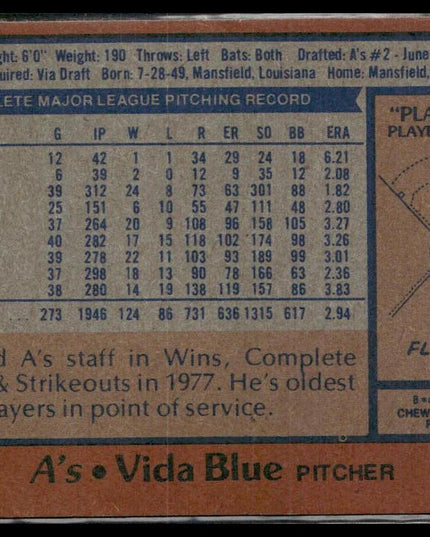 ght: 6'0" Weight: 190 Throws: Left Bats: Both Drafted: A's #2 - June
uired: Via Draft Born: 7-28-49, Mansfield, Louisiana Home: Mansfield,
LETE MAJOR LEAGUE PITCHING RECORD
G IP W L R ER SO BB ERA
12 42 1 1 34 29 24 18 6.21
6 39 2 0 12 9 35 12 2.08
39 312 24 8 73 63 301 88 1.82
25 151 6 10 55 47 111 48 2.80
37 264 20 9 108 96 158 105 3.27
40 282 17 15 118 102 174 98 3.26
39 278 22 11 103 93 189 99 3.01
37 298 18 13 90 78 166 63 2.36
38 280 14 19 138 119 157 86 3.83
273 1946 124 86 731 636 1315 617 2.94
d A's staff in Wins, Complete
& Strikeouts in 1977. He's oldest
ayers in point of service.
A's • Vida Blue PITCHER
"PLA
PLAYE
FL
CHEW